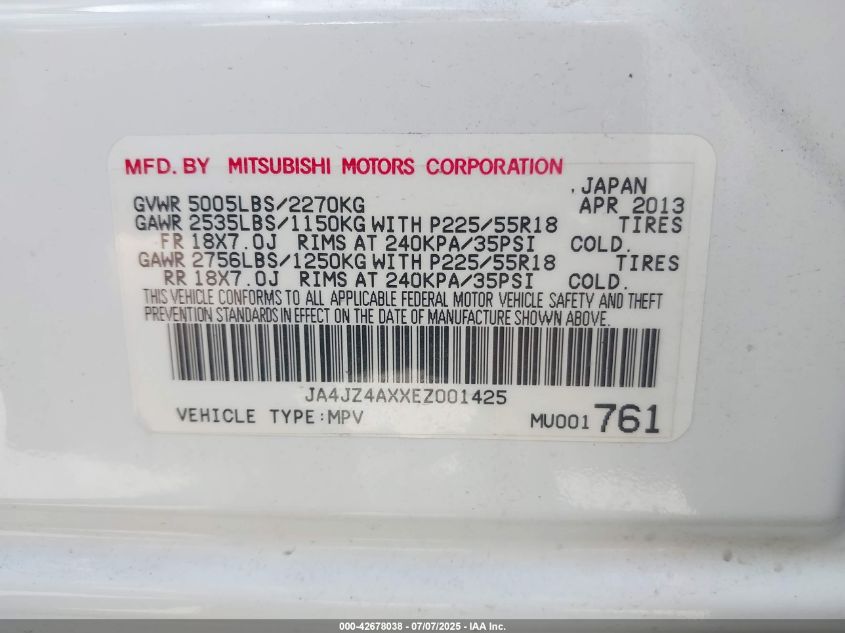 MFD. BY MITSUBISHI MOTORS CORPORATION
. JAPAN
GVWR 5005LBS/2270KG APR 2013
GAWR 2535LBS/1150KG WITH P225/55R18 TIRES
FR 18X7.0J RIMS AT 240KPA/35PSI COLD.
GAWR 2756LBS/1250KG WITH P225/55R18 TIRES
RR 18X7.0J RIMS AT 240KPA/35PSI COLD.
THIS VEHICLE CONFORMS TO ALL APPLICABLE FEDERAL MOTOR VEHICLE SAFETY AND THEFT
PREVENTION STANDARDS IN EFFECT ON THE DATE OF MANUFACTURE SHOWN ABOVE.
JA4JZ4AXXEZ001425
VEHICLE TYPE:MPV MU001 761
000-42678038 - 07/07/2025 - IAA Inc.